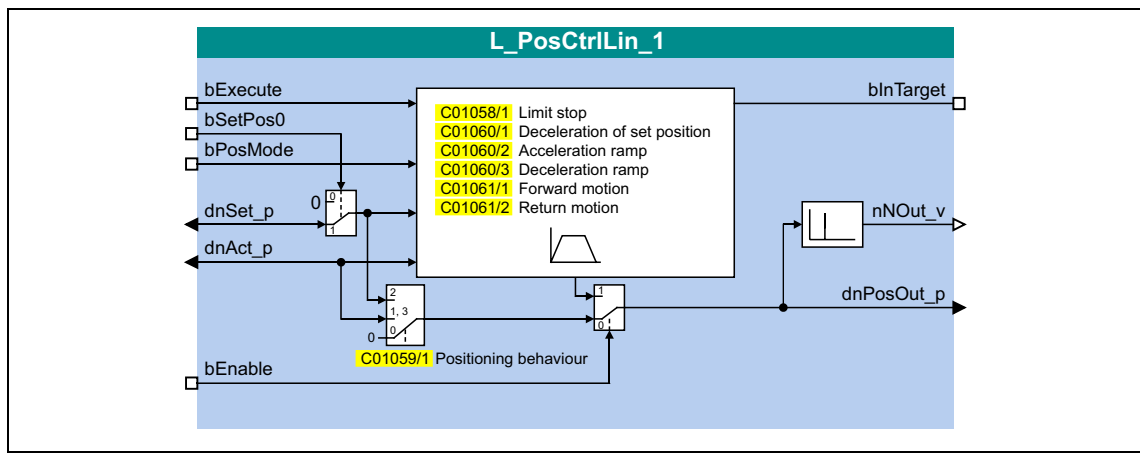 L_PosCtrlLin_1
bExecute
bInTarget
bSetPos0
bPosMode
C01058/1 Limit stop
C01060/1 Deceleration of set position
C01060/2 Acceleration ramp
C01060/3 Deceleration ramp
C01061/1 Forward motion
C01061/2 Return motion
0
0
1
dnSet_p
nNOut_v
dnAct_p
dnPosOut_p
2
1, 3
0
0
1
0
C01059/1 Positioning behaviour
bEnable